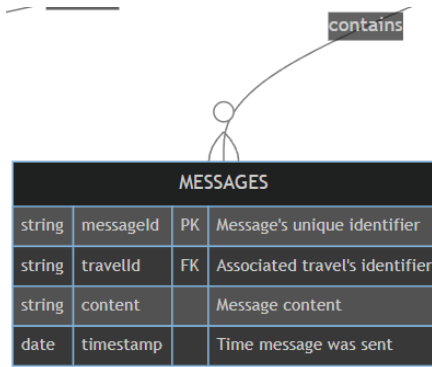 contains
MESSAGES
string messageId PK Message's unique identifier
string travelId FK Associated travel's identifier
string content Message content
date timestamp Time message was sent